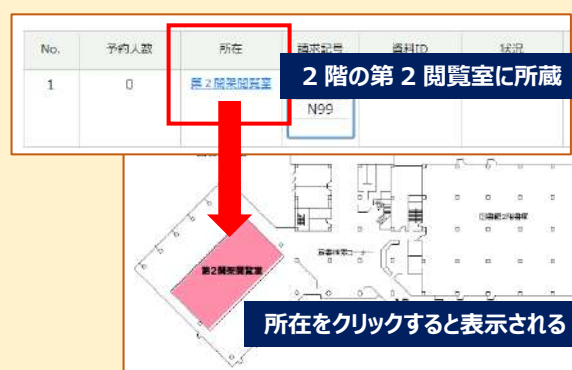 No. 予約人数 所在 請求記号 資料ID 状況
1 0 第2開架閲覧室
２階の第２閲覧室に所蔵
N99
第2開架閲覧室
所在をクリックすると表示される